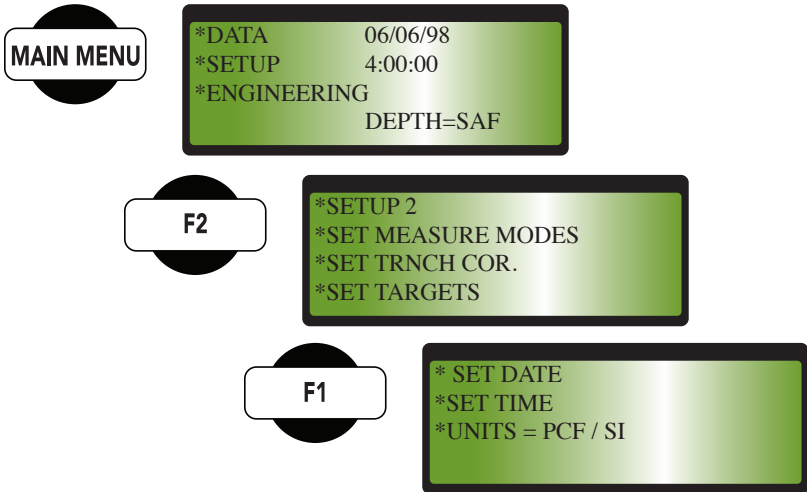 MAIN MENU
*DATA 06/06/98
*SETUP 4:00:00
*ENGINEERING
DEPTH=SAF
F2
*SETUP 2
*SET MEASURE MODES
*SET TRNCH COR.
*SET TARGETS
F1
* SET DATE
*SET TIME
*UNITS = PCF / SI